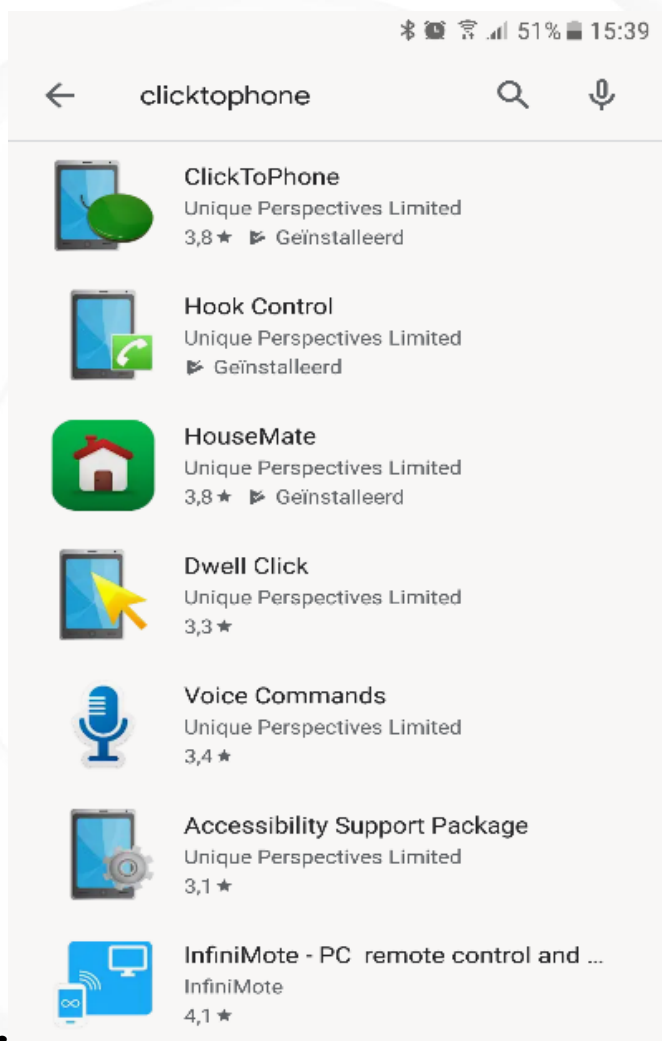 51% 15:39
clicktophone
ClickToPhone
Unique Perspectives Limited
3,8★ Geïnstalleerd
Hook Control
Unique Perspectives Limited
Geïnstalleerd
HouseMate
Unique Perspectives Limited
3,8★ Geïnstalleerd
Dwell Click
Unique Perspectives Limited
3,3★
Voice Commands
Unique Perspectives Limited
3,4★
Accessibility Support Package
Unique Perspectives Limited
3,1★
InfiniMote - PC remote control and ...
InfiniMote
4,1★